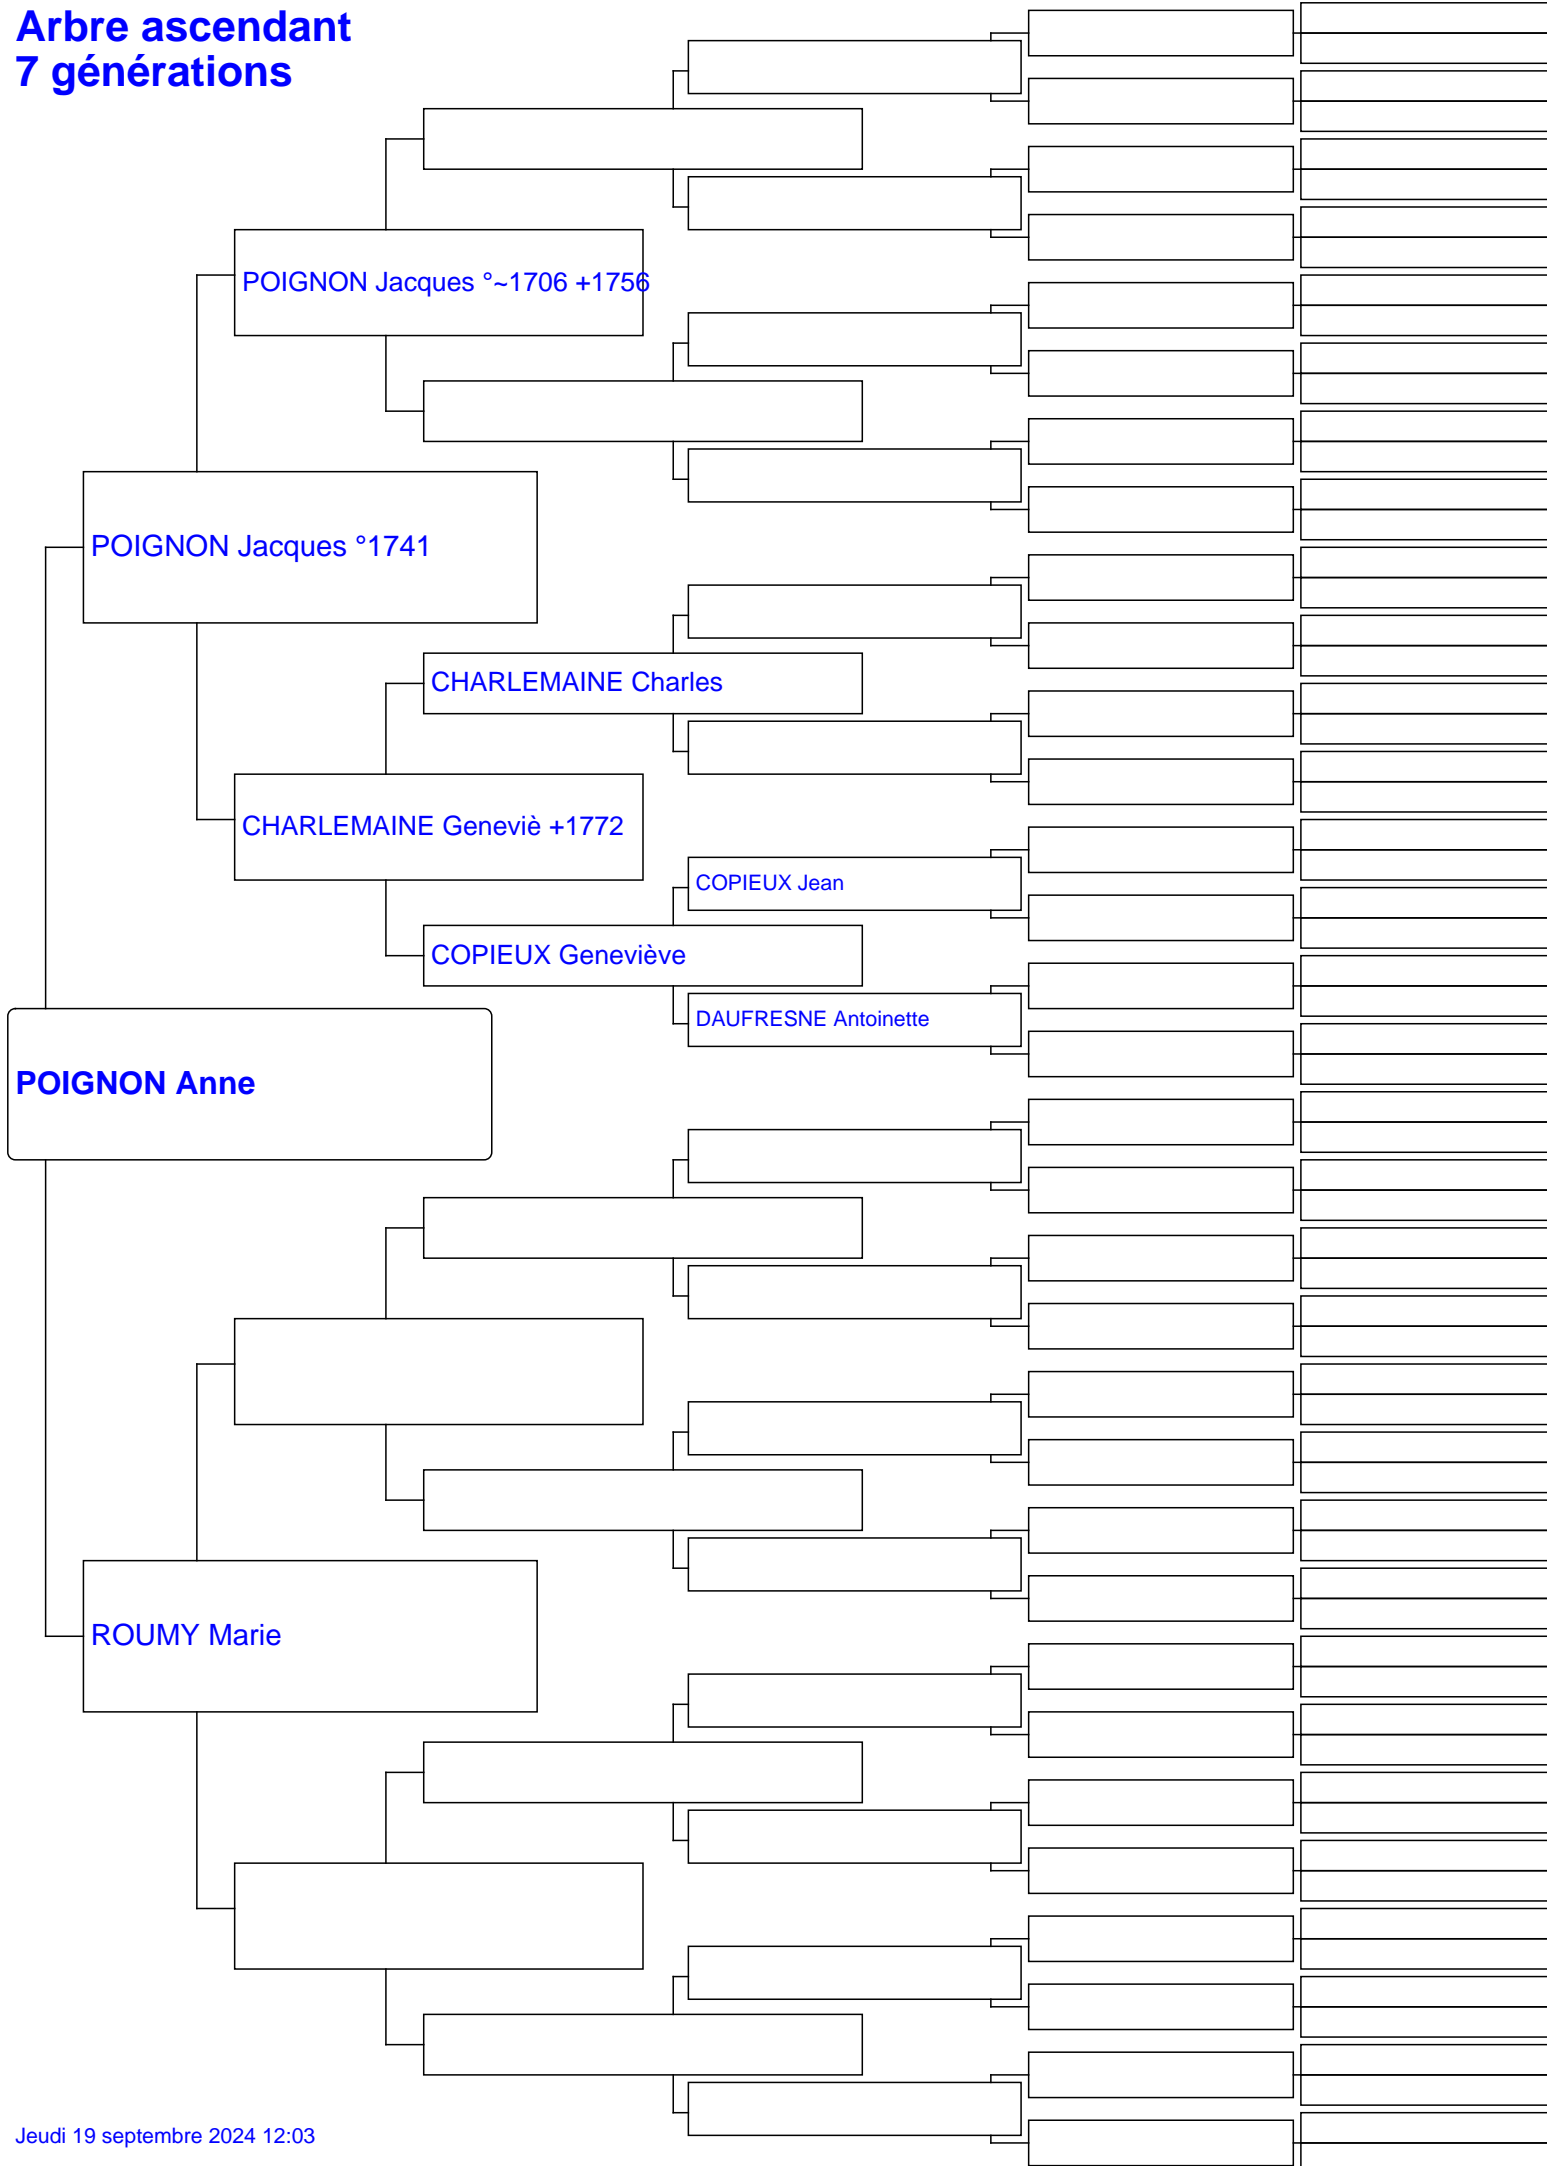 Arbre ascendant
7 générations
POIGNON Jacques °~1706 +1756
POIGNON Jacques °1741
CHARLEMAINE Charles
CHARLEMAINE Geneviè +1772
COPIEUX Jean
COPIEUX Geneviève
DAUFRESNE Antoinette
POIGNON Anne
ROUMY Marie
Jeudi 19 septembre 2024 12:03